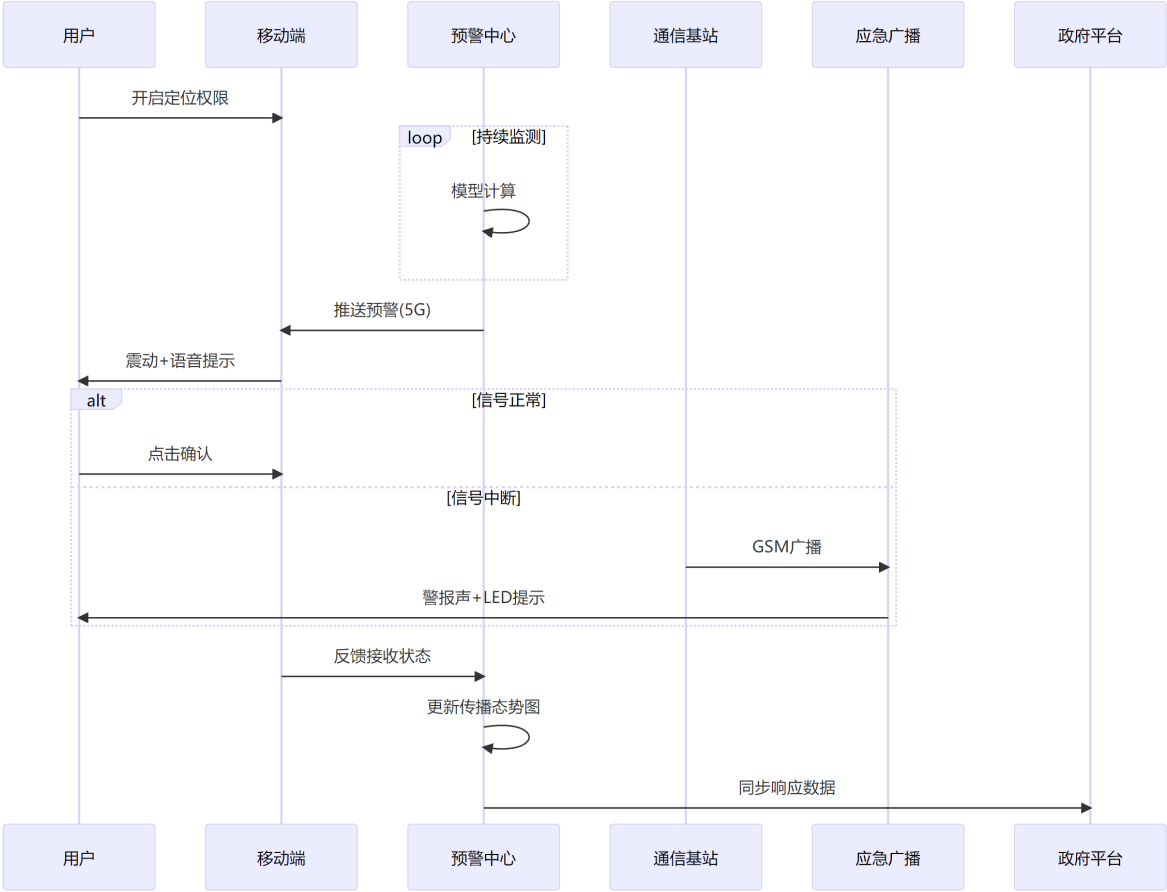 用户
移动端
预警中心
通信基站
应急广播
政府平台
开启定位权限
loop
[持续监测]
模型计算
推送预警(5G)
震动+语音提示
alt
[信号正常]
点击确认
[信号中断]
GSM广播
警报声+LED提示
反馈接收状态
更新传播态势图
同步响应数据
用户
移动端
预警中心
通信基站
应急广播
政府平台